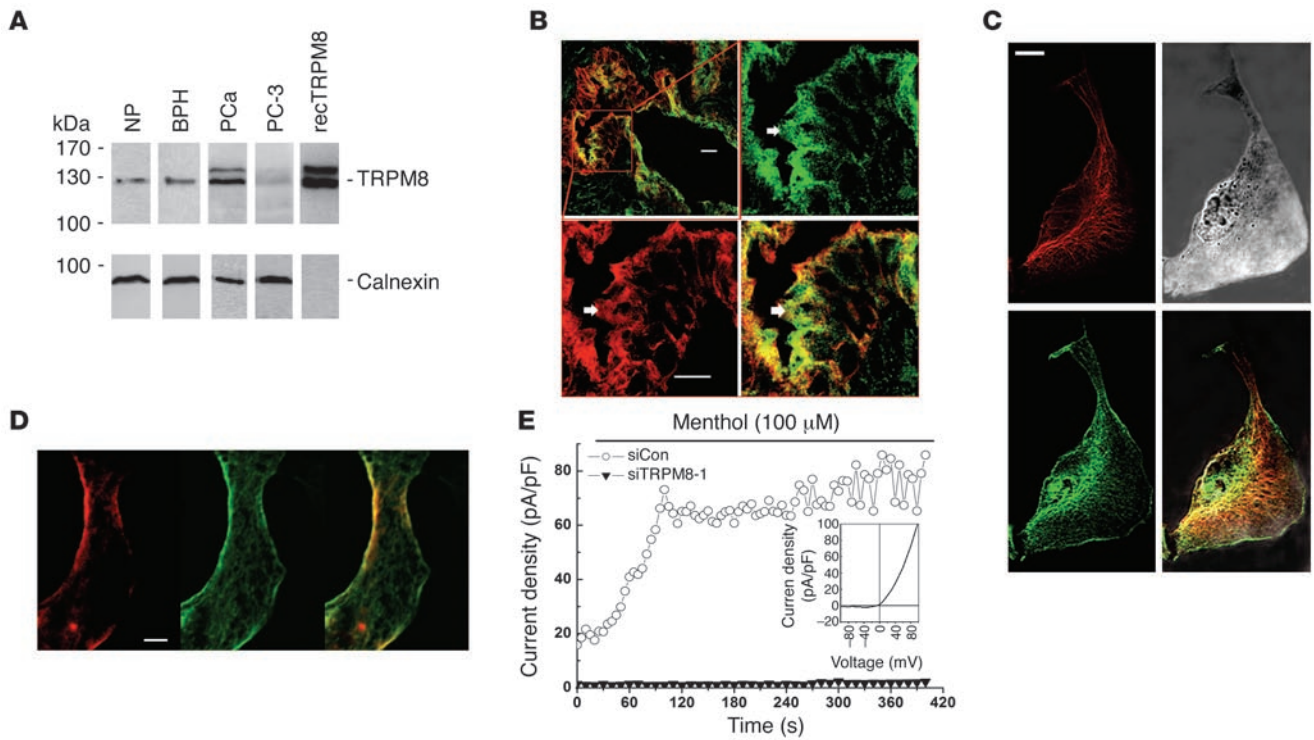 A
kDa
NP
BPH
PCa
PC-3
recTRPM8
170 -
130 -
- TRPM8
100 -
100 -
- Calnexin
B
C
D
E
Menthol (100 μM)
siCon
siTRPM8-1
Current density (pA/pF)
80
60
40
20
0
0 60 120 180 240 300 360 420
Time (s)
Curren density
(pA/pF)
100
80
60
40
20
0
–20
–80
–40
0
40
80
Voltage (mV)